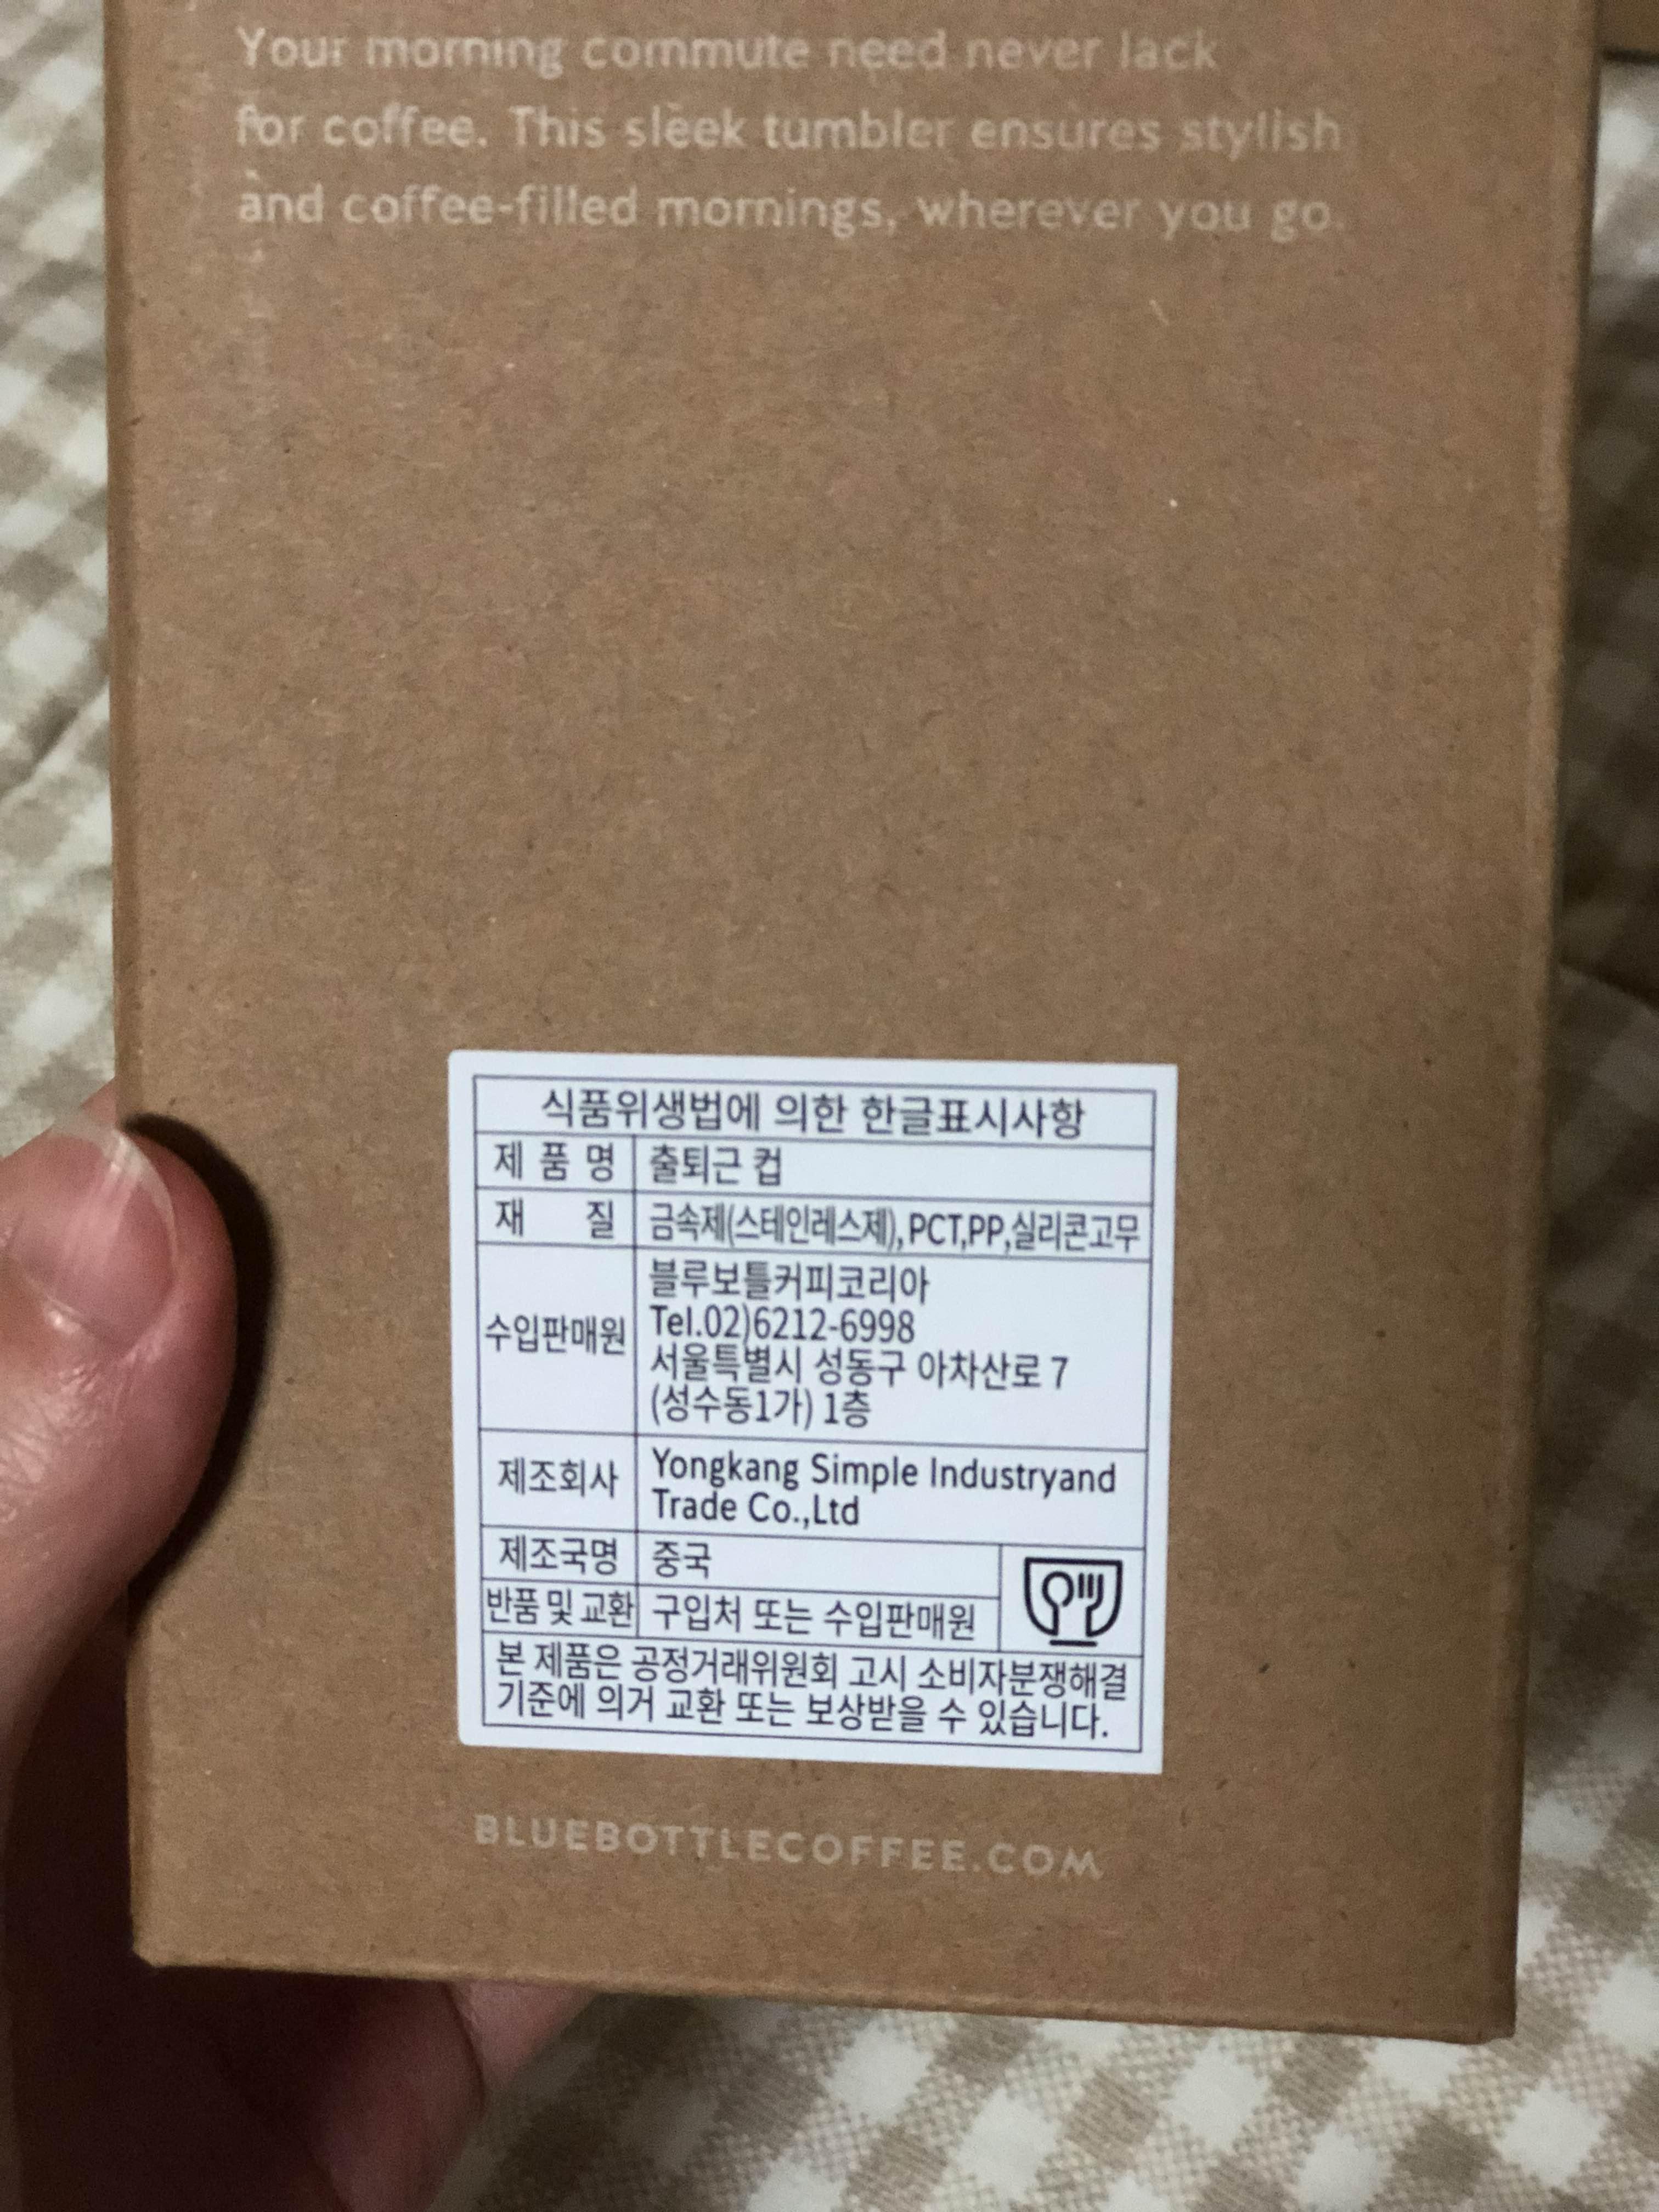 Your morning commute need never lack
for coffee. This sleek tumbler ensures stylish
and coffee-filled mornings, wherever you go.
식품위생법에 의한 한글표시사항
제 품 명 출퇴근 컵
재 질 금속제(스테인레스제),PCT,PP,실리콘고무
수입판매원 블루보틀커피코리아
Tel.02)6212-6998
서울특별시 성동구 아차산로 7
(성수동1가) 1층
제조회사 Yongkang Simple Industryand
Trade Co.,Ltd
제조국명 중국
반품 및 교환 구입처 또는 수입판매원
본 제품은 공정거래위원회 고시 소비자분쟁해결
기준에 의거 교환 또는 보상받을 수 있습니다.
BLUEBOTTLECOFFEE.COM